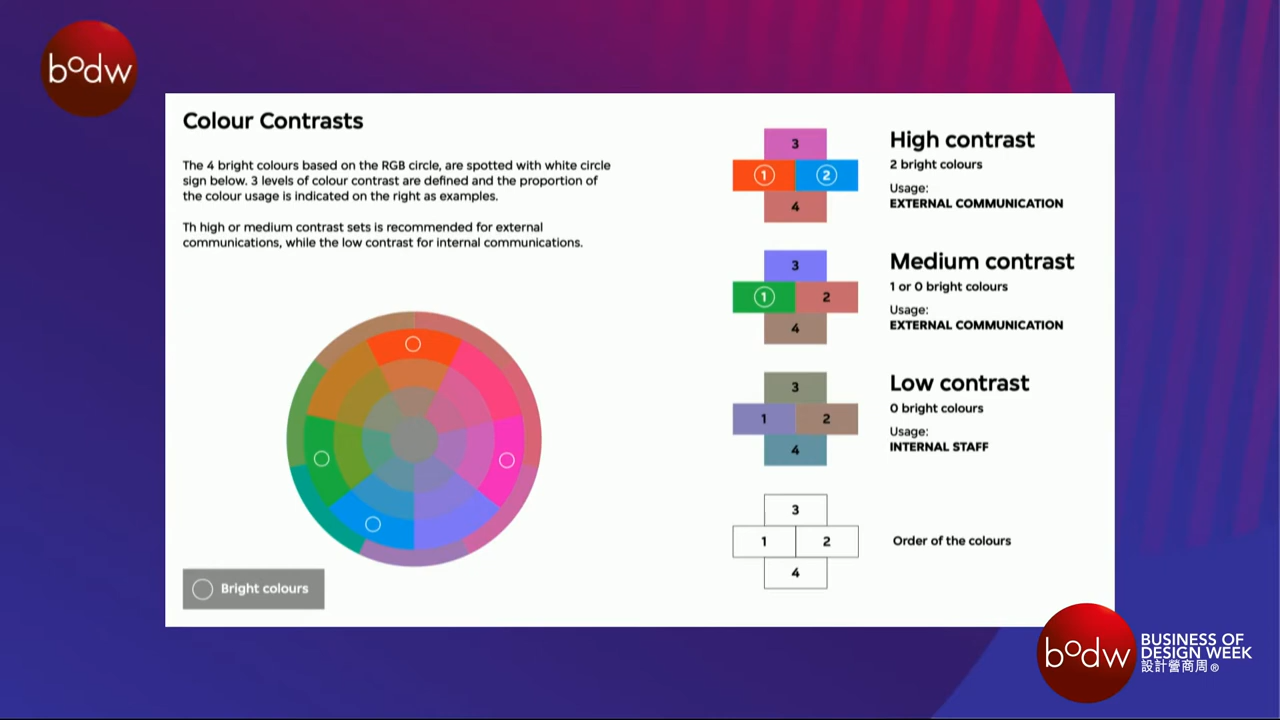 bodw
Colour Contrasts
The 4 bright colours based on the RGB circle, are spotted with white circle
sign below. 3 levels of colour contrast are defined and the proportion of
the colour usage is indicated on the right as examples.
Th high or medium contrast sets is recommended for external
communications, while the low contrast for internal communications.
Bright colours
3
1 2
4
High contrast
2 bright colours
Usage:
EXTERNAL COMMUNICATION
3
1 2
4
Medium contrast
1 or 0 bright colours
Usage:
EXTERNAL COMMUNICATION
3
1 2
4
Low contrast
0 bright colours
Usage:
INTERNAL STAFF
3
1 2
4
Order of the colours
bodw
BUSINESS OF
DESIGN WEEK
設計營商周®